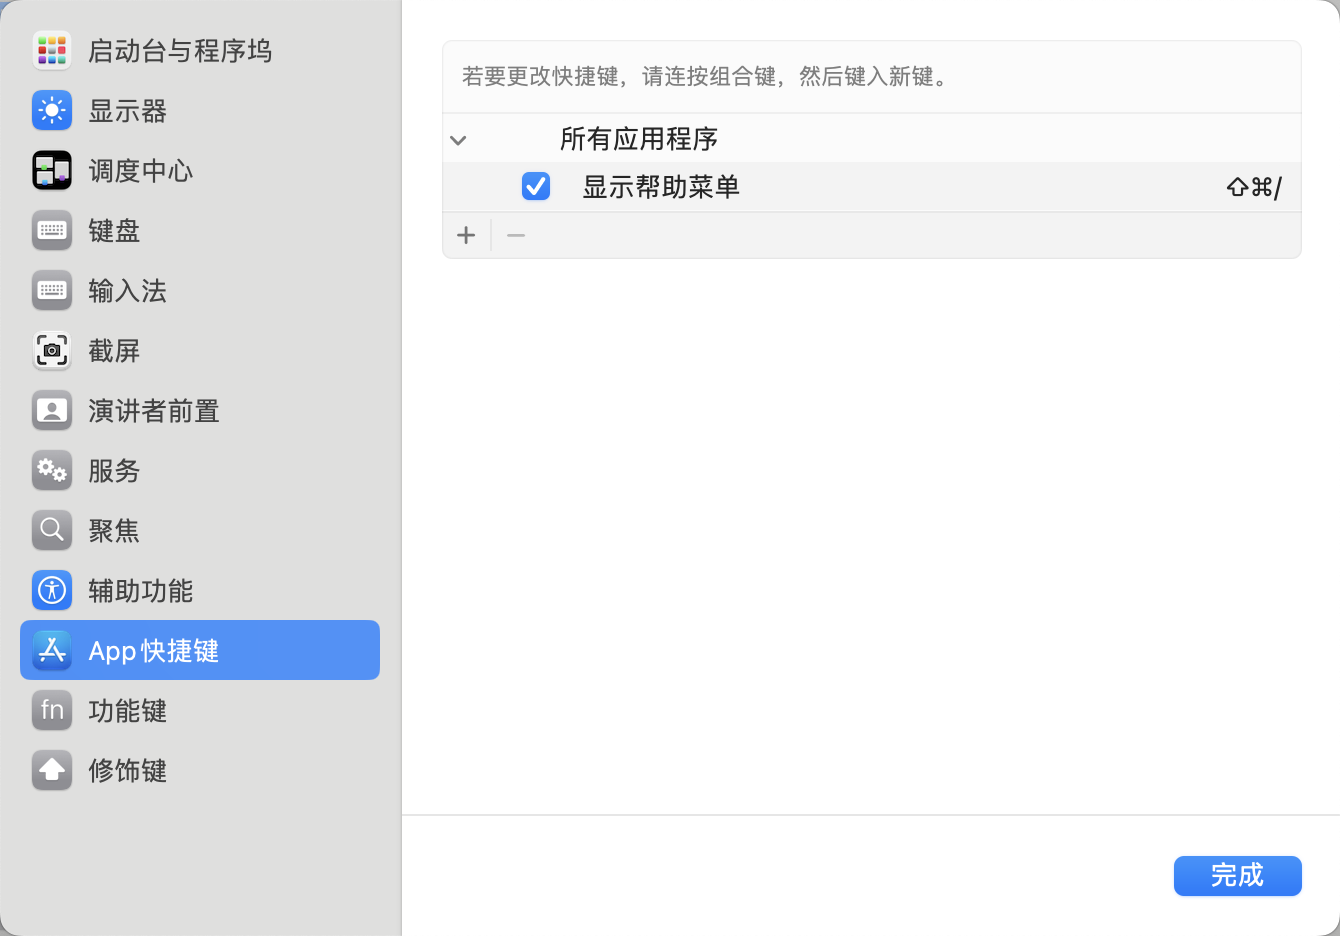 启动台与程序坞
显示器
调度中心
键盘
输入法
截屏
演讲者前置
服务
聚焦
辅助功能
App快捷键
fn 功能键
修饰键
若要更改快捷键，请连按组合键，然后键入新键。
所有应用程序
显示帮助菜单 ⇧⌘/
完成